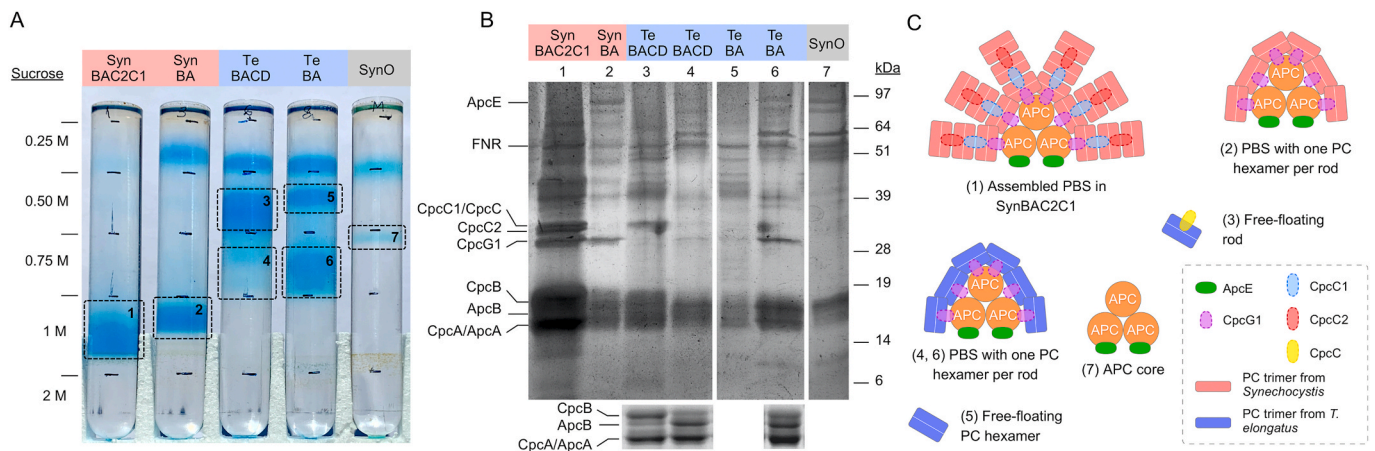 A
Sucrose
Syn BAC2C1
Syn BA
Te BACD
Te BA
SynO
0.25 M
0.50 M
0.75 M
1 M
2 M
1
2
3
4
5
6
7
B
Syn BAC2C1
Syn BA
Te BACD
Te BACD
Te BA
Te BA
SynO
1 2 3 4 5 6 7
kDa
ApcE
FNR
CpcC1/CpcC
CpcC2
CpcG1
CpcB
ApcB
CpcA/ApcA
97
64
51
39
28
19
14
6
CpcB
ApcB
CpcA/ApcA
C
APC
APC APC
(1) Assembled PBS in
SynBAC2C1
APC
APC APC
(2) PBS with one PC
hexamer per rod
(3) Free-floating
rod
APC
APC APC
(4, 6) PBS with one PC
hexamer per rod
APC
APC APC
(7) APC core
(5) Free-floating
PC hexamer
ApcE
CpcC1
CpcG1
CpcC2
CpcC
PC trimer from
Synechocystis
PC trimer from T.
elongatus